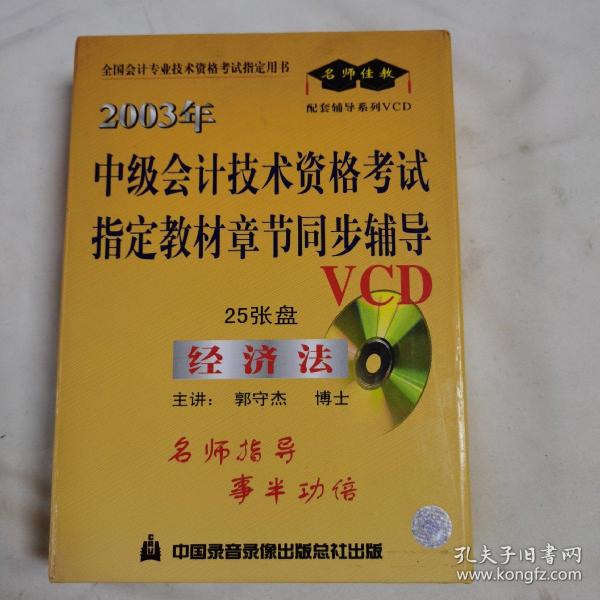 全国会计专业技术资格考试指定用书
名师佳教
配套辅导系列VCD
2003年
中级会计技术资格考试
指定教材章节同步辅导
VCD
25张盘
经济法
主讲： 郭守杰 博士
名师指导
事半功倍
中国录音录像出版总社出版
孔夫子旧书网
www.kongfz.com